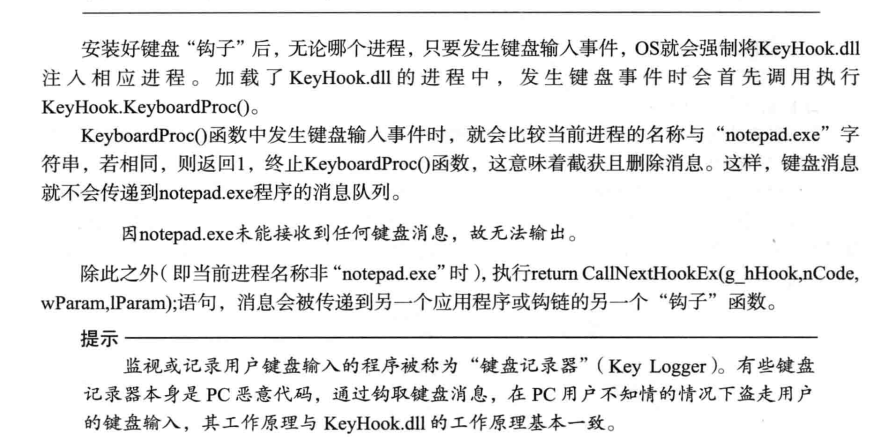 安装好键盘“钩子”后，无论哪个进程，只要发生键盘输入事件，OS就会强制将KeyHook.dll
注入相应进程。加载了KeyHook.dll的进程中，发生键盘事件时会首先调用执行
KeyHook.KeyboardProc()。
KeyboardProc()函数中发生键盘输入事件时，就会比较当前进程的名称与“notepad.exe”字
符串，若相同，则返回1，终止KeyboardProc()函数，这意味着截获且删除消息。这样，键盘消息
就不会传递到notepad.exe程序的消息队列。
因notepad.exe未能接收到任何键盘消息，故无法输出。
除此之外（即当前进程名称非“notepad.exe”时），执行return CallNextHookEx(g_hHook,nCode,
wParam,lParam);语句，消息会被传递到另一个应用程序或钩链的另一个“钩子”函数。
提示
监视或记录用户键盘输入的程序被称为“键盘记录器”（Key Logger）。有些键盘
记录器本身是PC恶意代码，通过钩取键盘消息，在PC用户不知情的情况下盗走用户
的键盘输入，其工作原理与KeyHook.dll的工作原理基本一致。